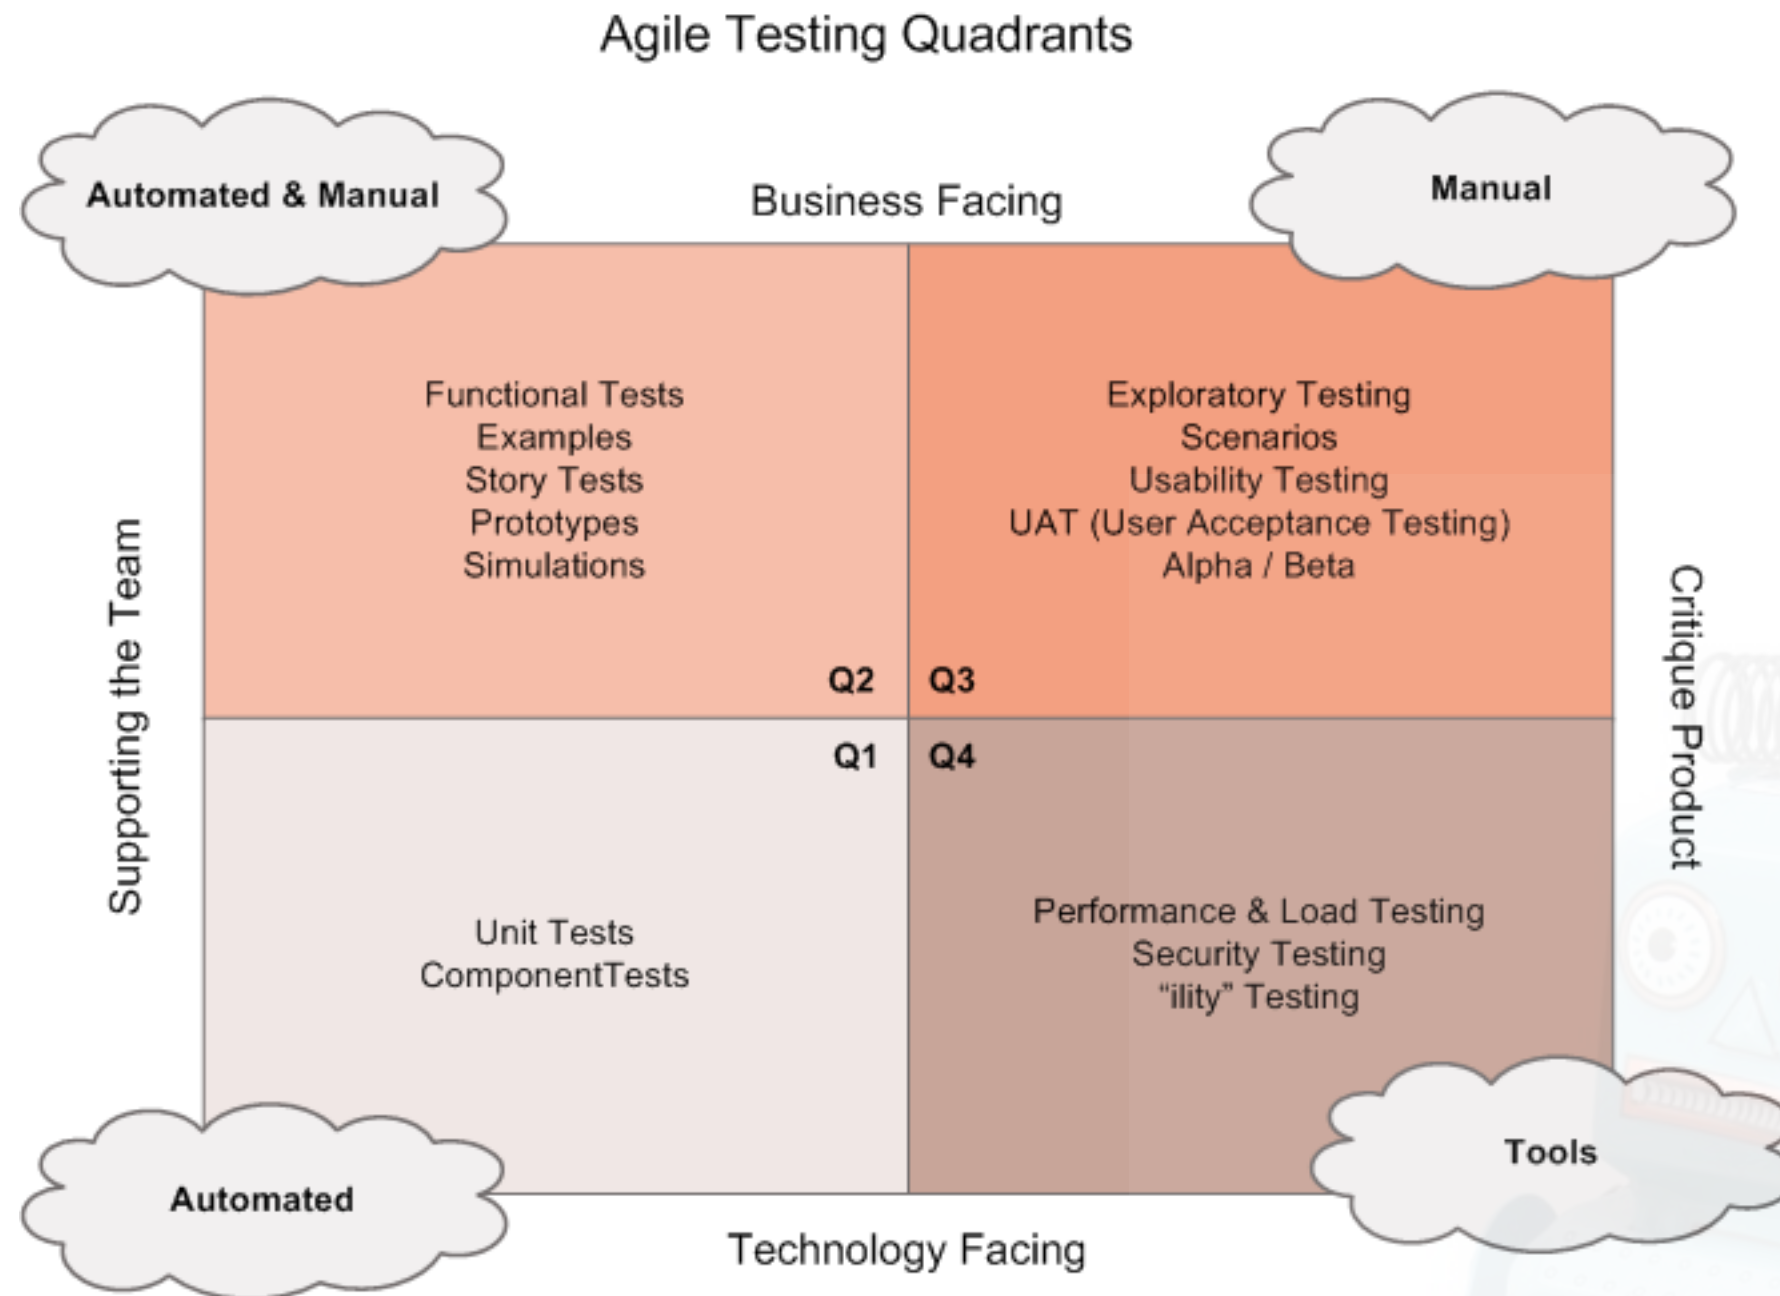 Agile Testing Quadrants
Automated & Manual
Business Facing
Manual
Functional Tests
Examples
Story Tests
Prototypes
Simulations
Q2
Exploratory Testing
Scenarios
Usability Testing
UAT (User Acceptance Testing)
Alpha / Beta
Q3
Supporting the Team
Critique Product
Q1
Unit Tests
ComponentTests
Q4
Performance & Load Testing
Security Testing
“ility” Testing
Automated
Technology Facing
Tools